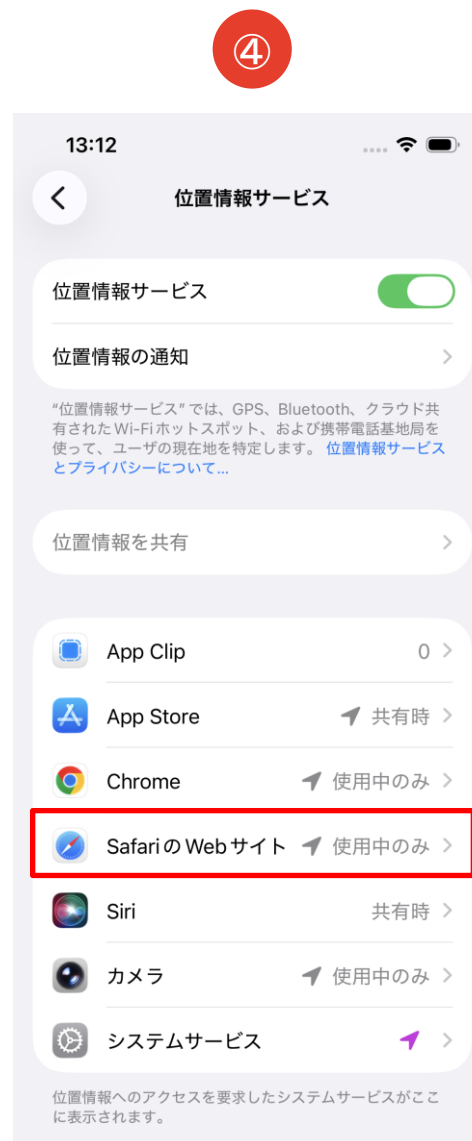 ④
13:12
位置情報サービス
位置情報サービス
位置情報の通知
“位置情報サービス”では、GPS、Bluetooth、クラウド共
有されたWi-Fiホットスポット、および携帯電話基地局を
使って、ユーザの現在地を特定します。 位置情報サービス
とプライバシーについて...
位置情報を共有
App Clip 0
App Store 共有時
Chrome 使用中のみ
SafariのWebサイト 使用中のみ
Siri 共有時
カメラ 使用中のみ
システムサービス
位置情報へのアクセスを要求したシステムサービスがここ
に表示されます。